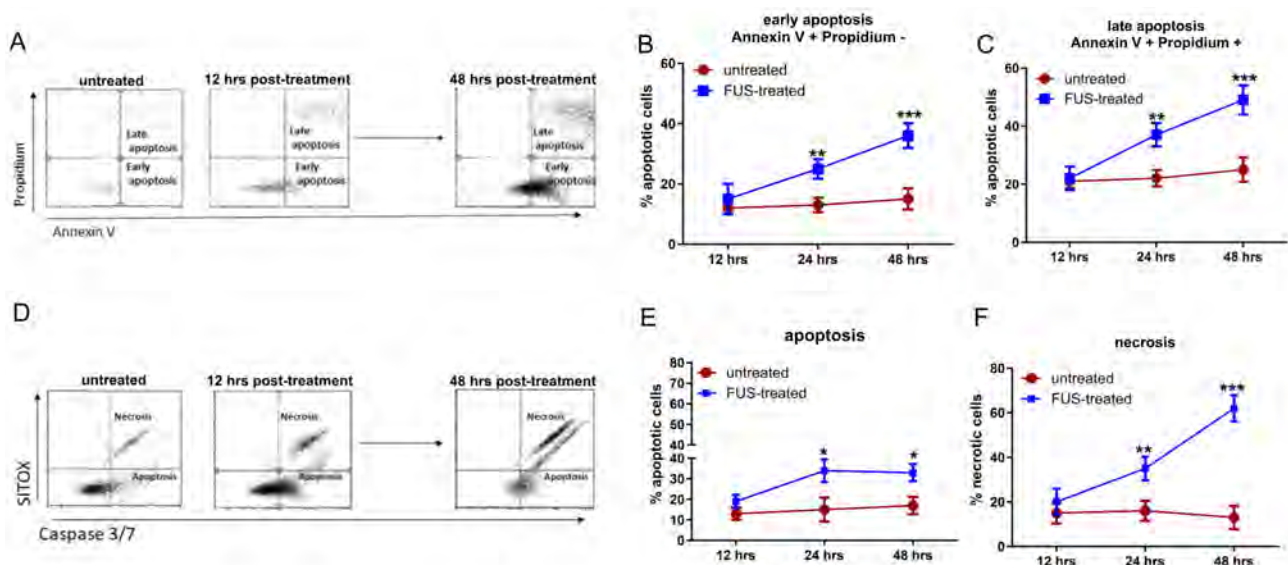 A
untreated
12 hrs post-treatment
48 hrs post-treatment
Propidium
Late
apoptosis
Early
apoptosis
Late
apoptosis
Early
apoptosis
Late
apoptosis
Early
apoptosis
Annexin V
B
early apoptosis
Annexin V + Propidium -
% apoptotic cells
60
40
20
0
untreated
FUS-treated
**
***
12 hrs
24 hrs
48 hrs
C
late apoptosis
Annexin V + Propidium +
% apoptotic cells
60
40
20
0
untreated
FUS-treated
**
***
12 hrs
24 hrs
48 hrs
D
untreated
12 hrs post-treatment
48 hrs post-treatment
SITOX
Necrosis
Apoptosis
Necrosis
Apoptosis
Necrosis
Apoptosis
Caspase 3/7
E
apoptosis
% apoptotic cells
80
70
60
50
40
40
30
20
10
0
untreated
FUS-treated
*
*
12 hrs
24 hrs
48 hrs
F
necrosis
% necrotic cells
80
60
40
20
0
untreated
FUS-treated
**
***
12 hrs
24 hrs
48 hrs